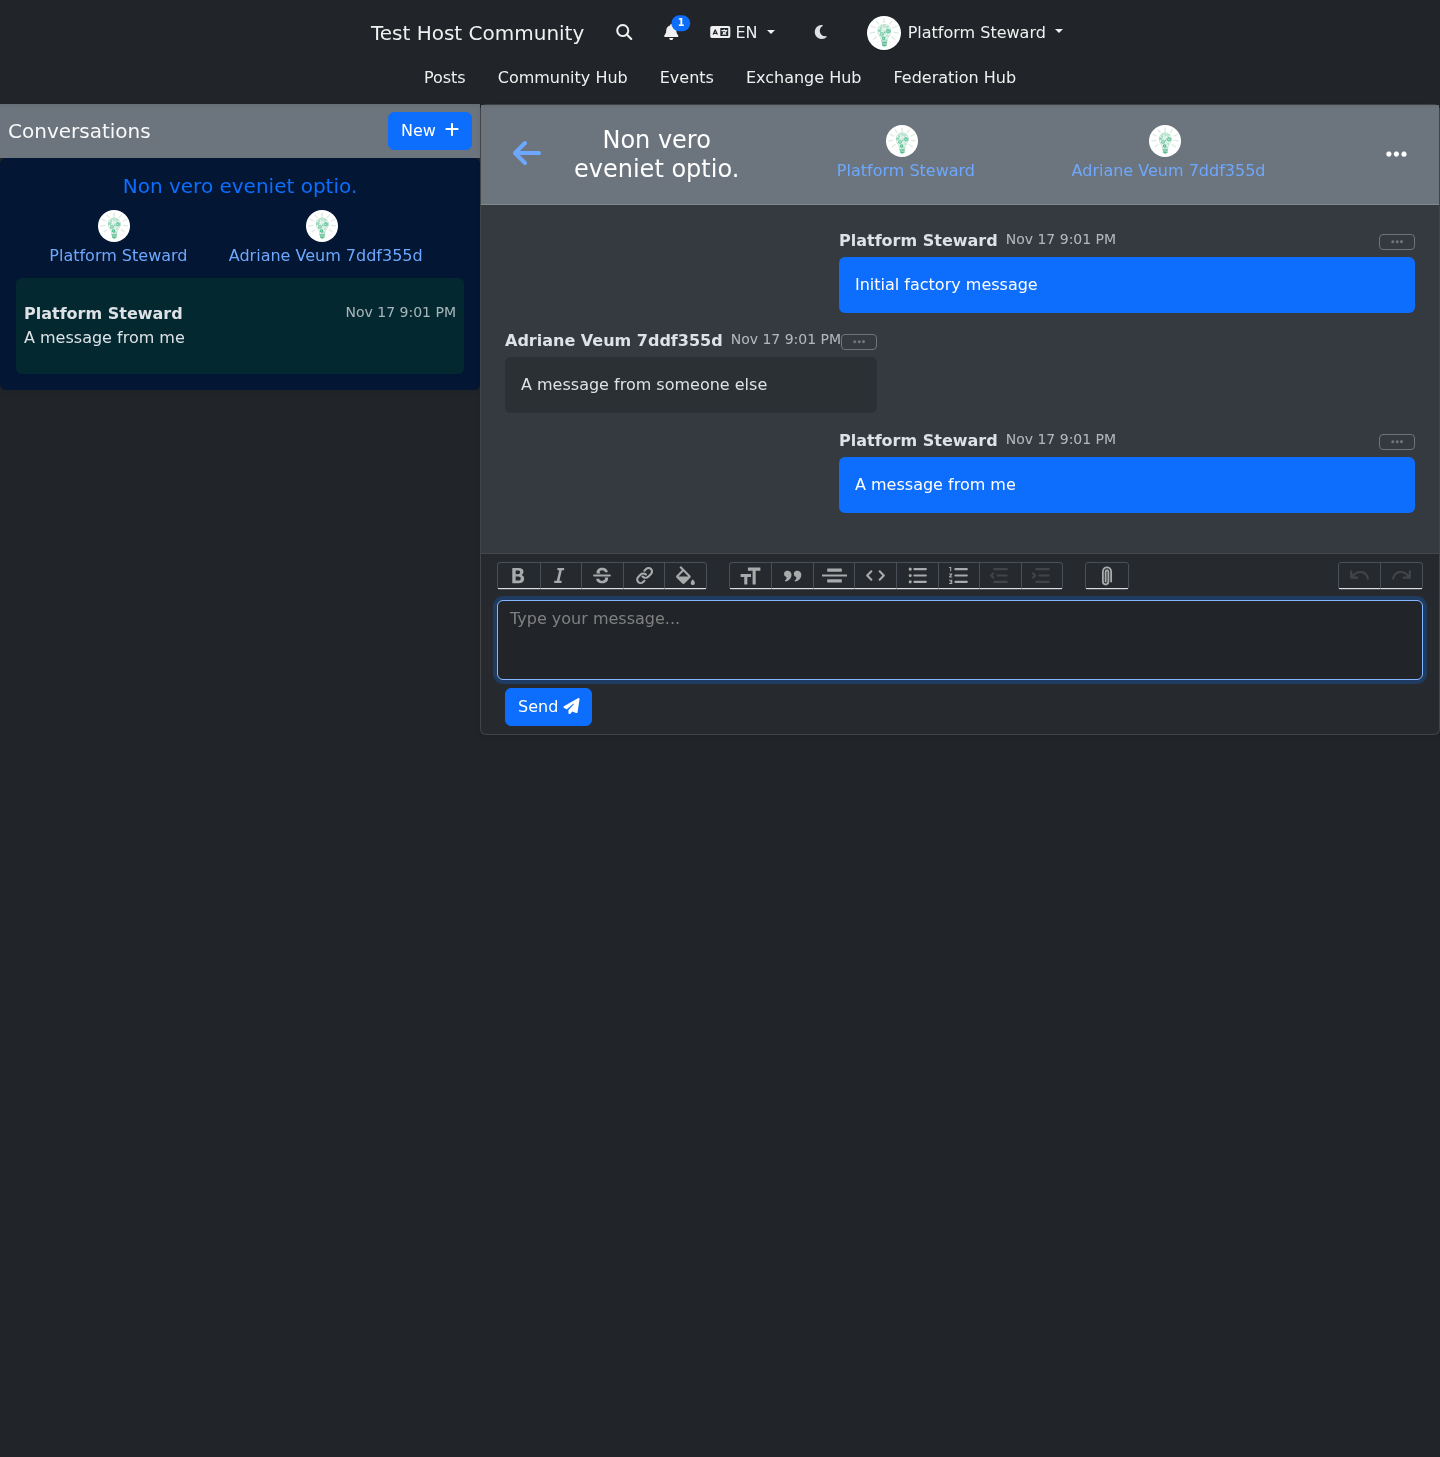 Test Host Community
1
EN
Platform Steward
Posts
Community Hub
Events
Exchange Hub
Federation Hub
Conversations
New
Non vero eveniet optio.
Platform Steward
Adriane Veum 7ddf355d
Platform Steward
Nov 17 9:01 PM
A message from me
Non vero
eveniet optio.
Platform Steward
Adriane Veum 7ddf355d
Platform Steward Nov 17 9:01 PM
Initial factory message
Adriane Veum 7ddf355d Nov 17 9:01 PM
A message from someone else
Platform Steward Nov 17 9:01 PM
A message from me
Type your message...
Send